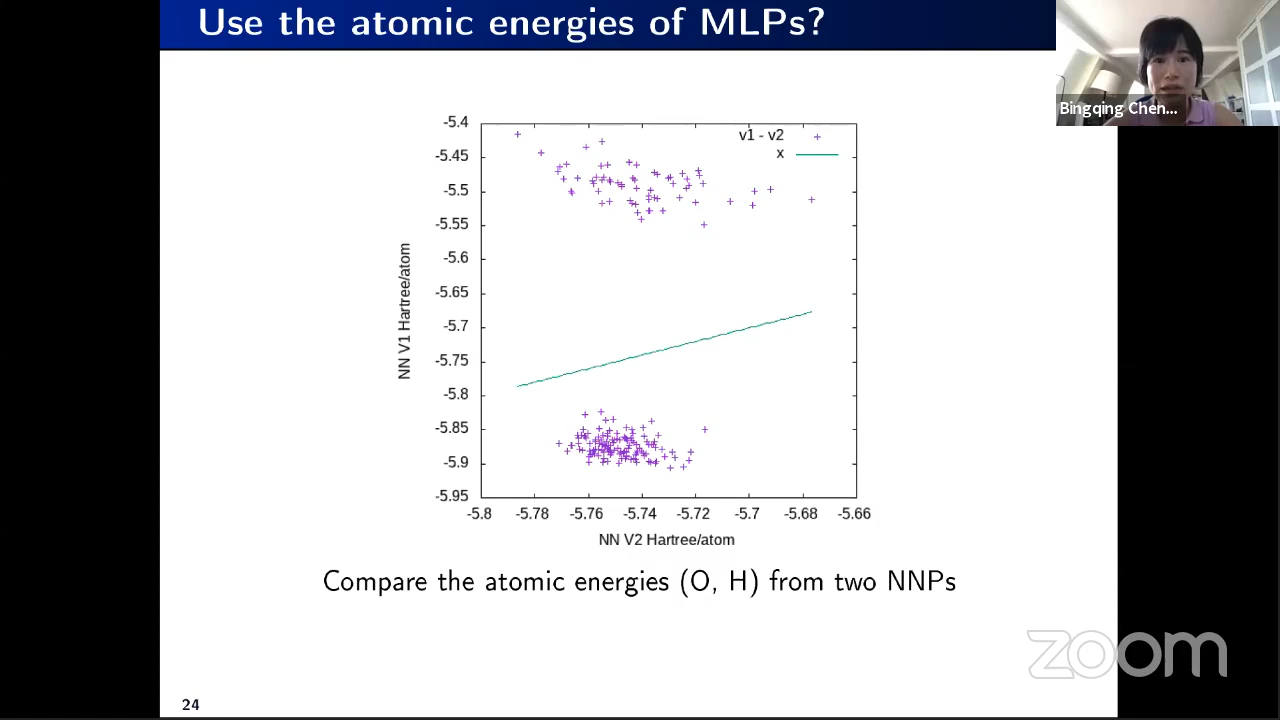 Use the atomic energies of MLPs?
Bingqing Chen...
v1 - v2
x
-5.4
-5.45
-5.5
-5.55
-5.6
-5.65
-5.7
-5.75
-5.8
-5.85
-5.9
-5.95
NN V1 Hartree/atom
-5.8 -5.78 -5.76 -5.74 -5.72 -5.7 -5.68 -5.66
NN V2 Hartree/atom
Compare the atomic energies (O, H) from two NNPs
zoom
24